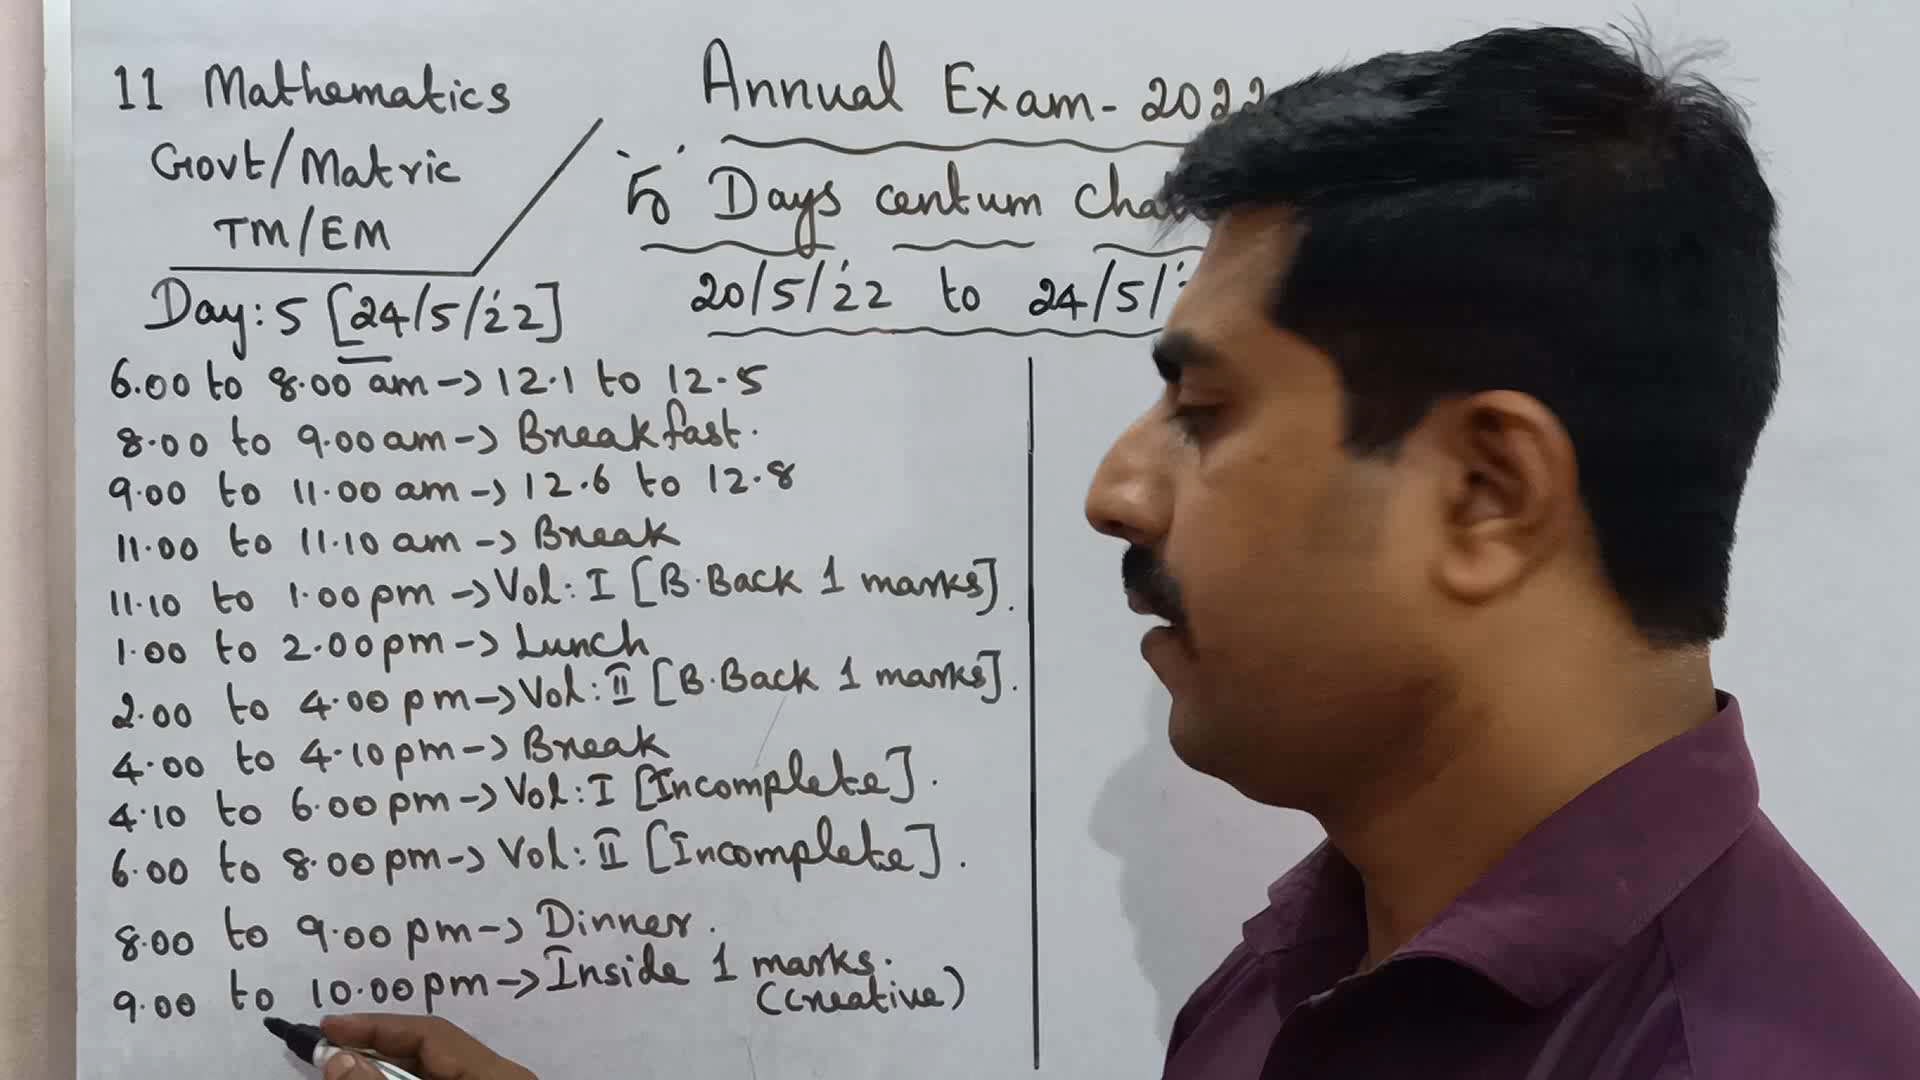 11 Mathematics
Govt/Matric
TM/EM
Annual Exam-2022
5 Days centum
20/5/'22 to 24/5/'
Day:5 [24/5/'22]
6.00 to 8.00 am -> 12.1 to 12.5
8.00 to 9.00 am -> Breakfast.
9.00 to 11.00 am -> 12.6 to 12.8
11.00 to 11.10 am -> Break
11.10 to 1.00 pm -> Vol: I [B.Back 1 marks].
1.00 to 2.00 pm -> Lunch
2.00 to 4.00 pm -> Vol: II [B.Back 1 marks].
4.00 to 4.10 pm -> Break
4.10 to 6.00 pm -> Vol: I [Incomplete].
6.00 to 8.00 pm -> Vol: II [Incomplete].
8.00 to 9.00 pm -> Dinner.
9.00 to 10.00 pm -> Inside 1 marks.
(Creative)